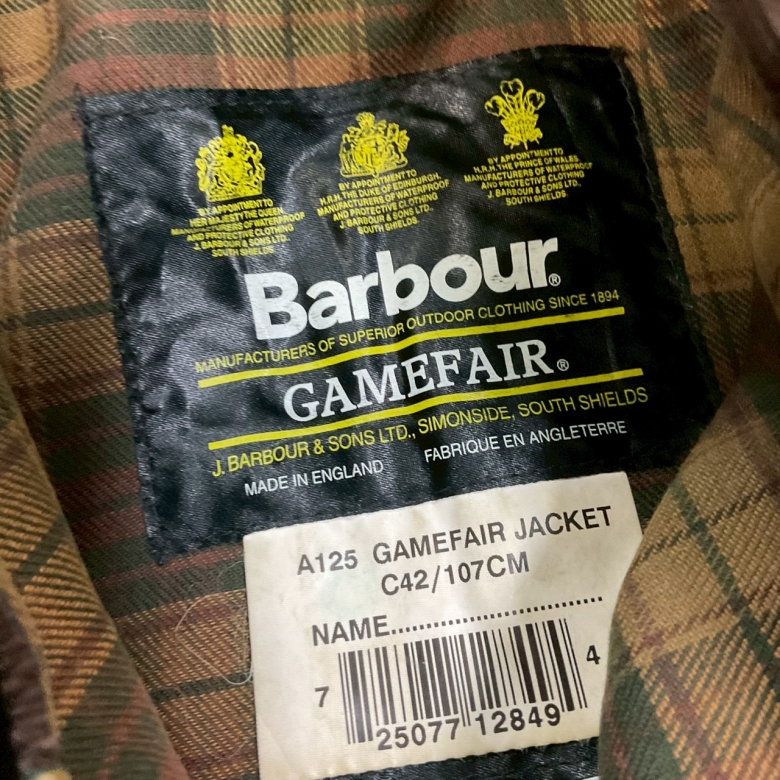 BY APPOINTMENT TO
HER MAJESTY THE QUEEN
MANUFACTURERS OF WATERPROOF
AND PROTECTIVE CLOTHING
J. BARBOUR & SONS LTD.
SOUTH SHIELDS
BY APPOINTMENT TO
H.R.H. THE DUKE OF EDINBURGH,
MANUFACTURERS OF WATERPROOF
AND PROTECTIVE CLOTHING
J. BARBOUR & SONS LTD.,
SOUTH SHIELDS.
BY APPOINTMENT TO
H.R.H. THE PRINCE OF WALES,
MANUFACTURERS OF WATERPROOF
AND PROTECTIVE CLOTHING
J. BARBOUR & SONS LTD.,
SOUTH SHIELDS.
Barbour®
MANUFACTURERS OF SUPERIOR OUTDOOR CLOTHING SINCE 1894
GAMEFAIR®
J. BARBOUR & SONS LTD., SIMONSIDE, SOUTH SHIELDS
MADE IN ENGLAND FABRIQUE EN ANGLETERRE
A125 GAMEFAIR JACKET
C42/107CM
NAME..............................
7 25077 12849 4